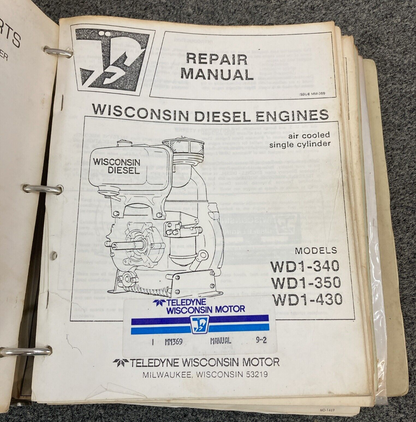 RTS
ER
REPAIR
MANUAL
WISCONSIN DIESEL ENGINES
air cooled
single cylinder
WISCONSIN
DIESEL
MODELS
WD1-340
WD1-350
WD1-430
TELEDYNE
WISCONSIN MOTOR
1 MM369 MANUAL 9-2
TELEDYNE WISCONSIN MOTOR
MILWAUKEE, WISCONSIN 53219